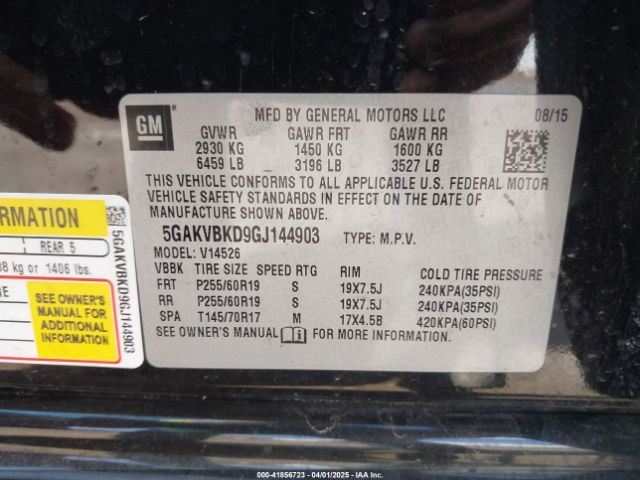 GM
MFD BY GENERAL MOTORS LLC 08/15
GVWR GAWR FRT GAWR RR
2930 KG 1450 KG 1600 KG
6459 LB 3196 LB 3527 LB
THIS VEHICLE CONFORMS TO ALL APPLICABLE U.S. FEDERAL MOTOR
VEHICLE SAFETY STANDARDS IN EFFECT ON THE DATE OF
MANUFACTURE SHOWN ABOVE.
5GAKVBKD9GJ144903 TYPE: M.P.V.
MODEL: V14526
VBBK TIRE SIZE SPEED RTG RIM COLD TIRE PRESSURE
FRT P255/60R19 S 19X7.5J 240KPA(35PSI)
RR P255/60R19 S 19X7.5J 240KPA(35PSI)
SPA T145/70R17 M 17X4.5B 420KPA(60PSI)
SEE OWNER'S MANUAL FOR MORE INFORMATION.
REAR 5
kg or 1406 lbs.
SEE OWNER'S
MANUAL FOR
ADDITIONAL
INFORMATION
5GAKVBKD9GJ144903
000-41856723 - 04/01/2025 - IAAI.COM